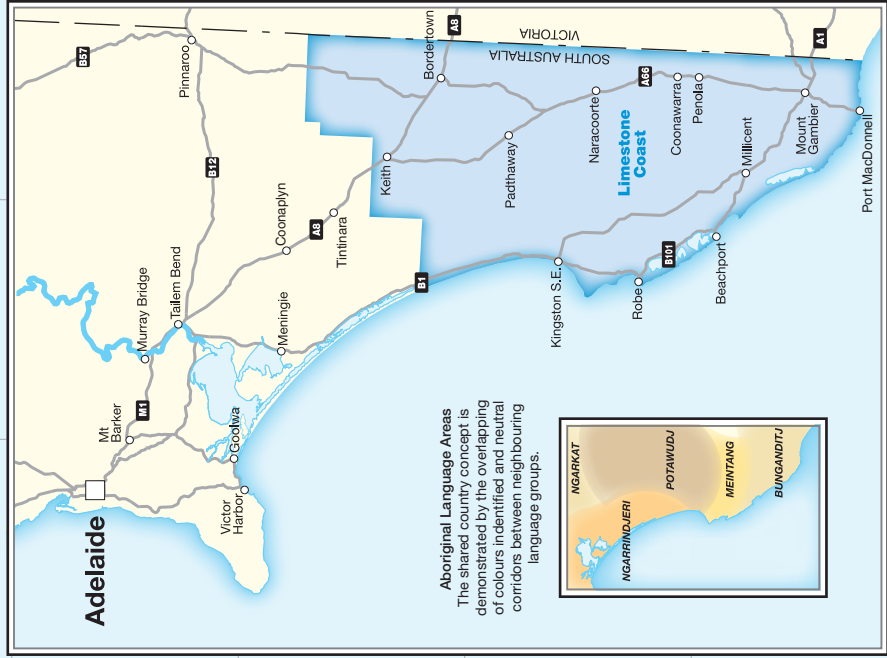 B57
Pinnaroo
B12
Bordertown
A8
VICTORIA
SOUTH AUSTRALIA
A1
A66
Coonawarra
Penola
Naracoorte
Limestone
Coast
Mount
Gambier
Port MacDonnell
Keith
Padthaway
Millicent
Coonaplyn
A8
Tintinara
Murray Bridge
Tailem Bend
Meningie
B1
Kingston S.E.
Robe
B101
Beachport
Mt
Barker
M1
Goolwa
Adelaide
Victor
Harbor
Aboriginal Language Areas
The shared country concept is
demonstrated by the overlapping
of colours indentified and neutral
corridors between neighbouring
language groups.
NGARKAT
POTAWUDJ
MEINTANG
BUNGANDITJ
NGARRINDJERI